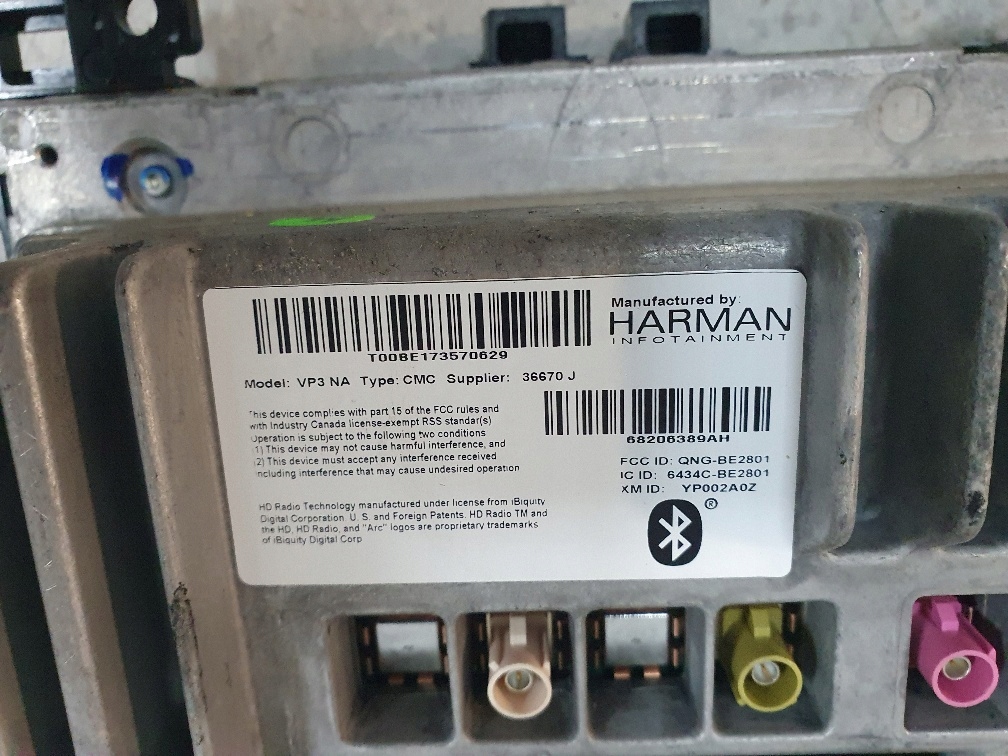 T00BE173570629
Manufactured by:
HARMAN
INFOTAINMENT
Model: VP3 NA Type: CMC Supplier: 36670 J
This device complies with part 15 of the FCC rules and
with Industry Canada license-exempt RSS standar(s)
Operation is subject to the following two conditions
(1) This device may not cause harmful interference, and
(2) This device must accept any interference received
including interference that may cause undesired operation
68206389AH
FCC ID: QNG-BE2801
IC ID: 6434C-BE2801
XM ID: YP002A0Z
HD Radio Technology manufactured under license from iBiquity
Digital Corporation. U. S. and Foreign Patents. HD Radio TM and
the HD, HD Radio, and "Arc" logos are proprietary trademarks
of iBiquity Digital Corp
®